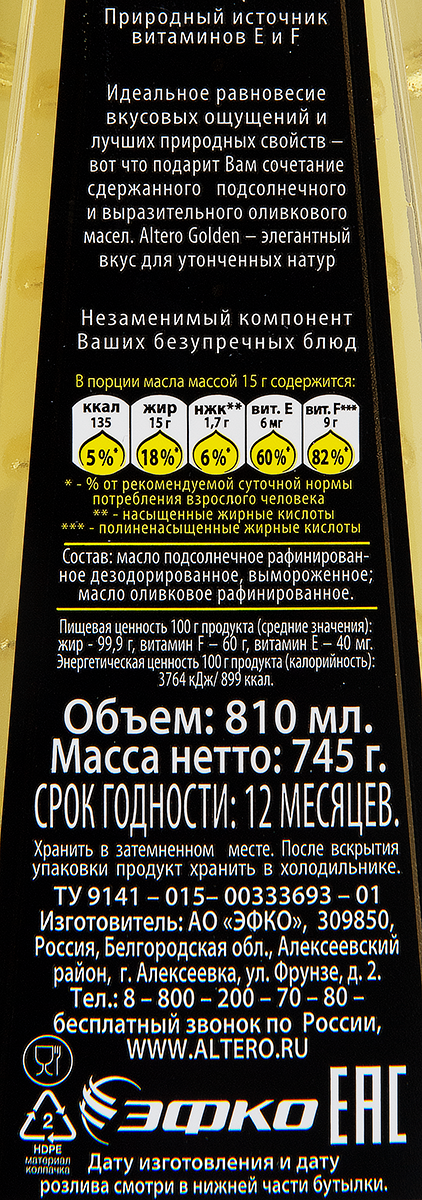 Природный источник
витаминов Е и F
Идеальное равновесие
вкусовых ощущений и
лучших природных свойств –
вот что подарит Вам сочетание
сдержанного подсолнечного
и выразительного оливкового
масел. Altero Golden – элегантный
вкус для утонченных натур
Незаменимый компонент
Ваших безупречных блюд
В порции масла массой 15 г содержится:
ккал жир нжк** вит. Е вит. F***
135 15 г 1,7 г 6 мг 9 г
5%* 18%* 6%* 60%* 82%*
* - % от рекомендуемой суточной нормы
потребления взрослого человека
** - насыщенные жирные кислоты
*** - полиненасыщенные жирные кислоты
Состав: масло подсолнечное рафинирован-
ное дезодорированное, вымороженное;
масло оливковое рафинированное.
Пищевая ценность 100 г продукта (средние значения):
жир - 99,9 г, витамин F – 60 г, витамин Е – 40 мг.
Энергетическая ценность 100 г продукта (калорийность):
3764 кДж/ 899 ккал.
Объем: 810 мл.
Масса нетто: 745 г.
СРОК ГОДНОСТИ: 12 МЕСЯЦЕВ.
Хранить в затемненном месте. После вскрытия
упаковки продукт хранить в холодильнике.
ТУ 9141 – 015– 00333693 – 01
Изготовитель: АО «ЭФКО», 309850,
Россия, Белгородская обл., Алексеевский
район, г. Алексеевка, ул. Фрунзе, д. 2.
Тел.: 8 – 800 – 200 – 70 – 80 –
бесплатный звонок по России,
WWW.ALTERO.RU
2
HDPE
материал
колпачка
ЭФКО
EAC
Дату изготовления и дату
розлива смотри в нижней части бутылки.